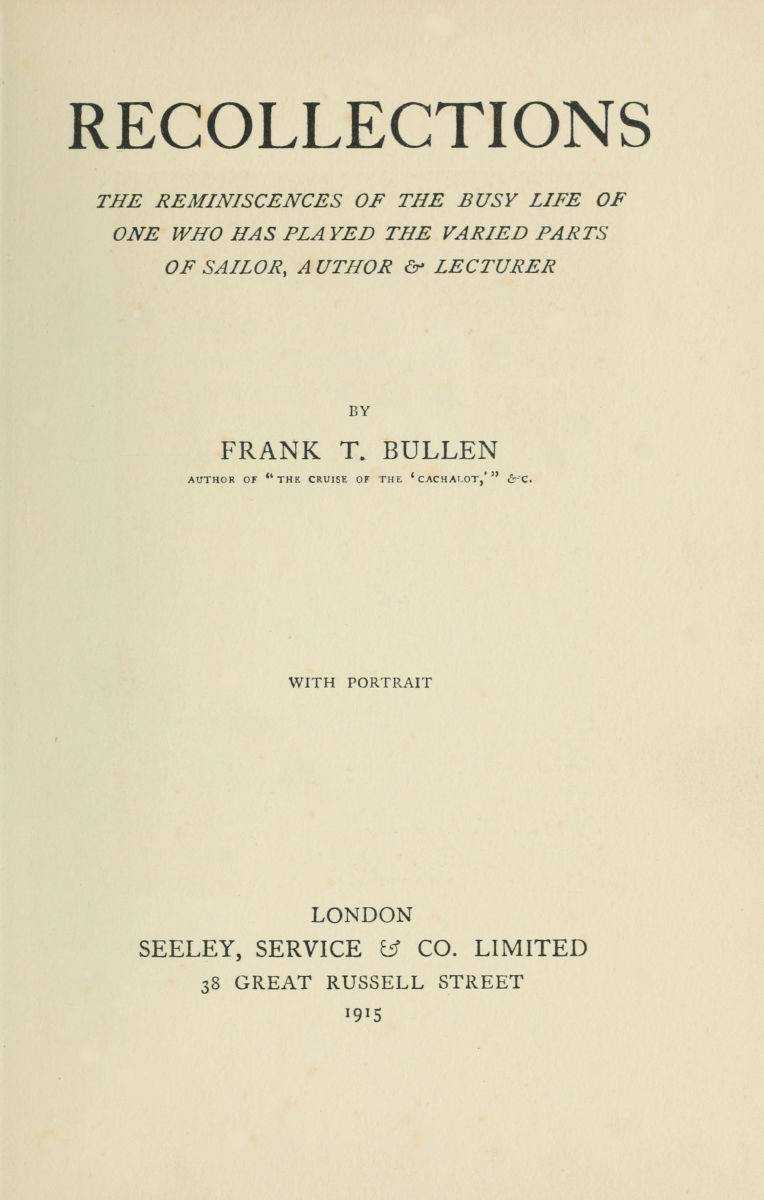 RECOLLECTIONS
THE REMINISCENCES OF THE BUSY LIFE OF
ONE WHO HAS PLAYED THE VARIED PARTS
OF SAILOR, AUTHOR & LECTURER
BY
FRANK T. BULLEN
AUTHOR OF "THE CRUISE OF THE 'CACHALOT,'" &C.
WITH PORTRAIT
LONDON
SEELEY, SERVICE & CO. LIMITED
38 GREAT RUSSELL STREET
1915